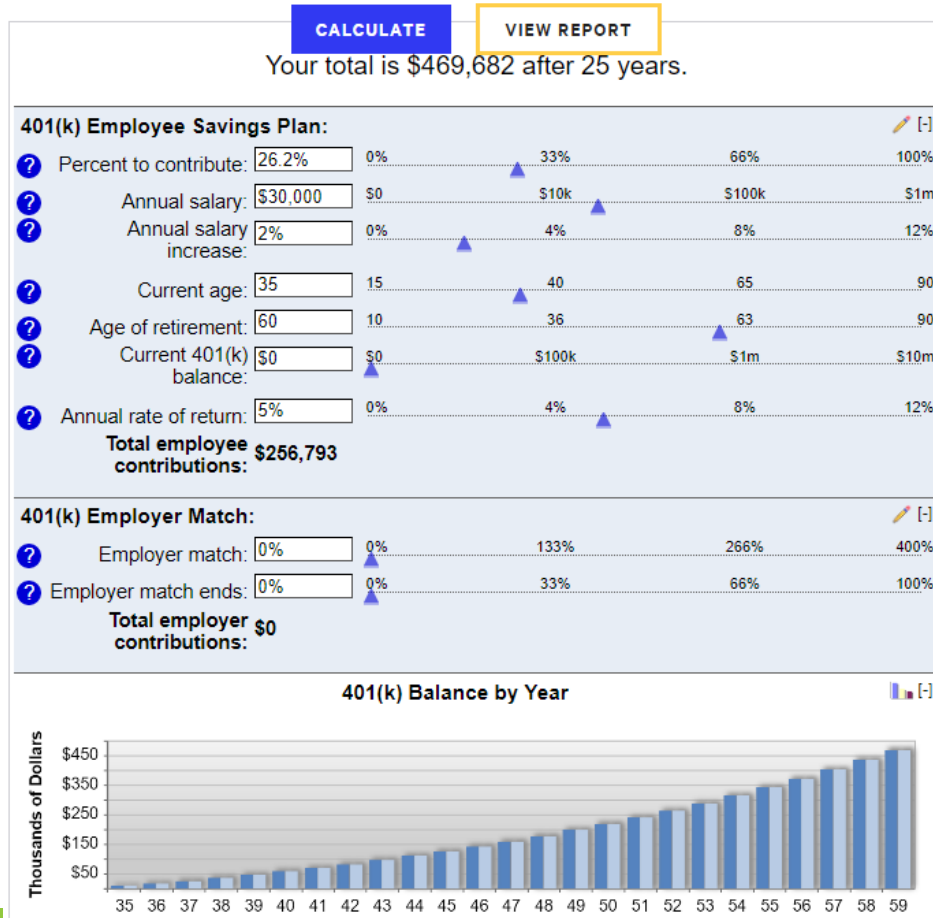 CALCULATE VIEW REPORT
Your total is $469,682 after 25 years.
401(k) Employee Savings Plan: [-]
? Percent to contribute: 26.2% 0% 33% 66% 100%
? Annual salary: $30,000 $0 $10k $100k $1m
? Annual salary increase: 2% 0% 4% 8% 12%
? Current age: 35 15 40 65 90
? Age of retirement: 60 10 36 63 90
? Current 401(k) balance: $0 $0 $100k $1m $10m
? Annual rate of return: 5% 0% 4% 8% 12%
Total employee contributions: $256,793
401(k) Employer Match: [-]
? Employer match: 0% 0% 133% 266% 400%
? Employer match ends: 0% 0% 33% 66% 100%
Total employer contributions: $0
401(k) Balance by Year [-]
Thousands of Dollars
$450
$350
$250
$150
$50
35 36 37 38 39 40 41 42 43 44 45 46 47 48 49 50 51 52 53 54 55 56 57 58 59